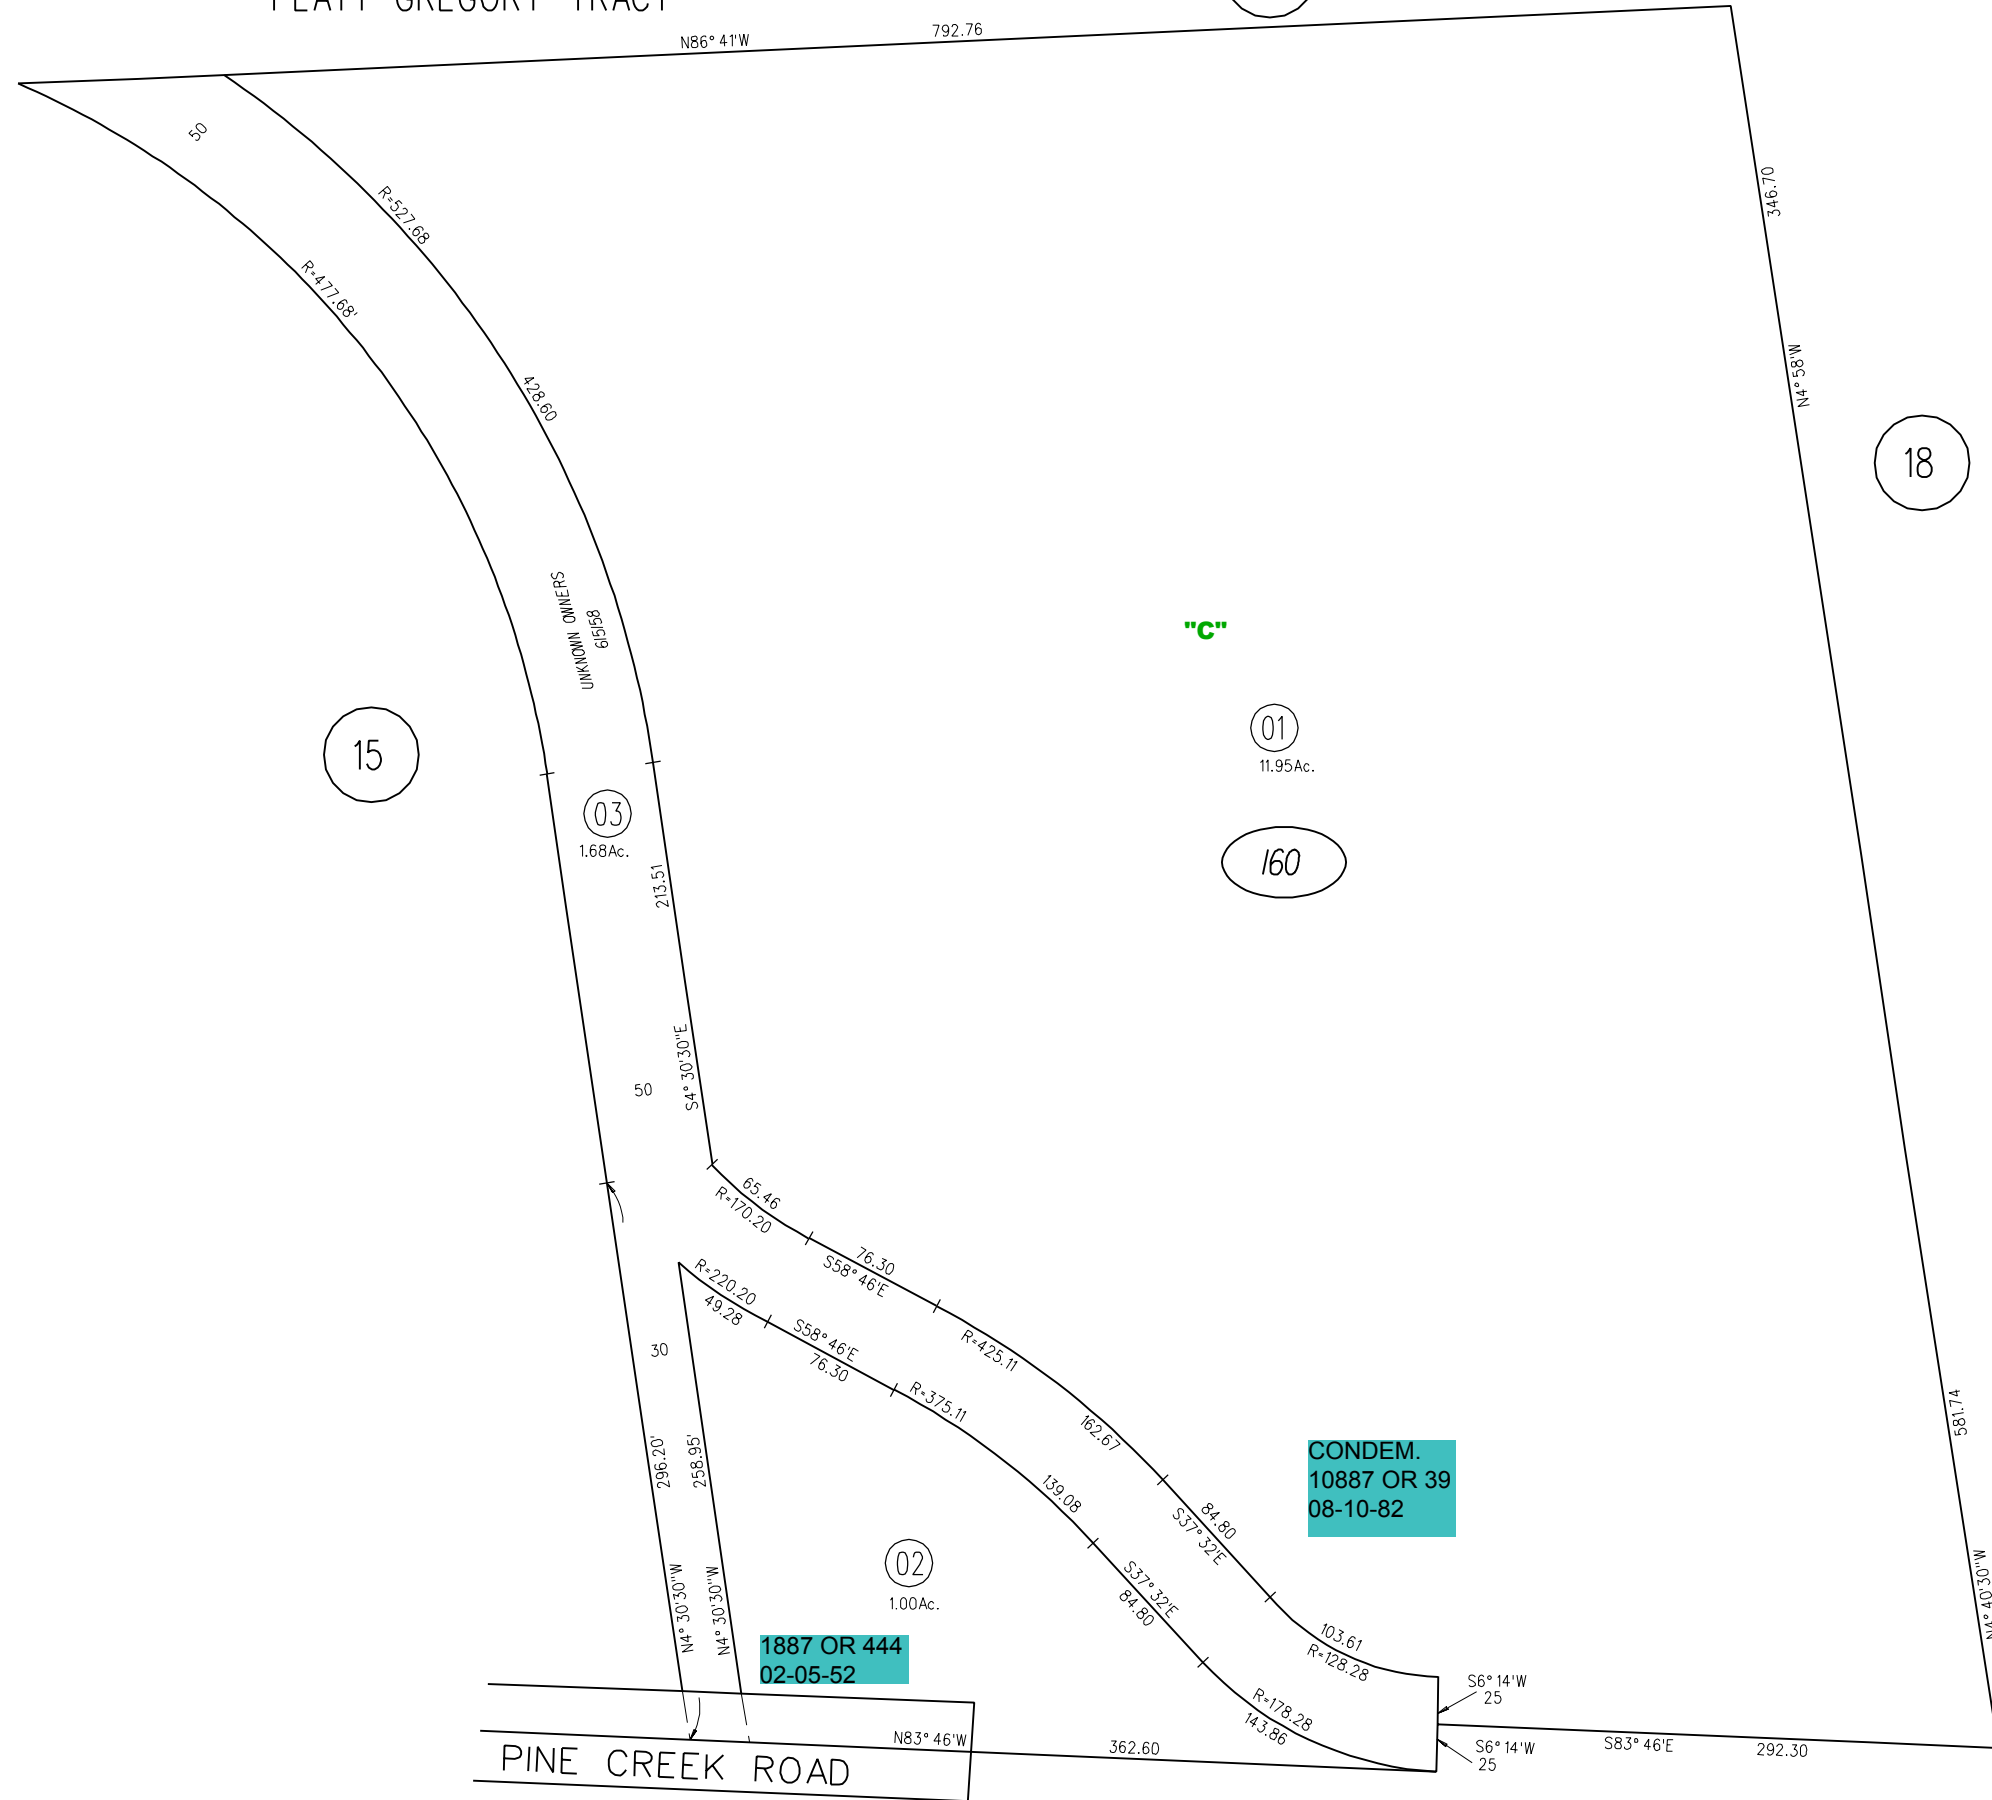 PLATT GREGORY TRACT
N86° 41'W
792.76
50
R=527.68
R=477.68'
346.70
N4° 58'W
428.60
18
UNKNOWN OWNERS
615158
"C"
01
11.95Ac.
15
03
1.68Ac.
160
213.51
S4° 30'30"E
50
65.46
R=170.20
76.30
S58° 46'E
R=220.20
49.28
S58° 46'E
76.30
R=425.11
30
R=375.11
162.67
581.74
296.20'
258.95'
139.08
CONDEM.
10887 OR 39
08-10-82
84.80
S37° 32'E
S37° 32'E
84.80
02
1.00Ac.
N4° 30'30"W
N4° 30'30"W
N4° 40'30"W
1887 OR 444
02-05-52
103.61
R=128.28
S6° 14'W
25
R=178.28
143.86
N83° 46'W
362.60
S6° 14'W
25
S83° 46'E
292.30
PINE CREEK ROAD